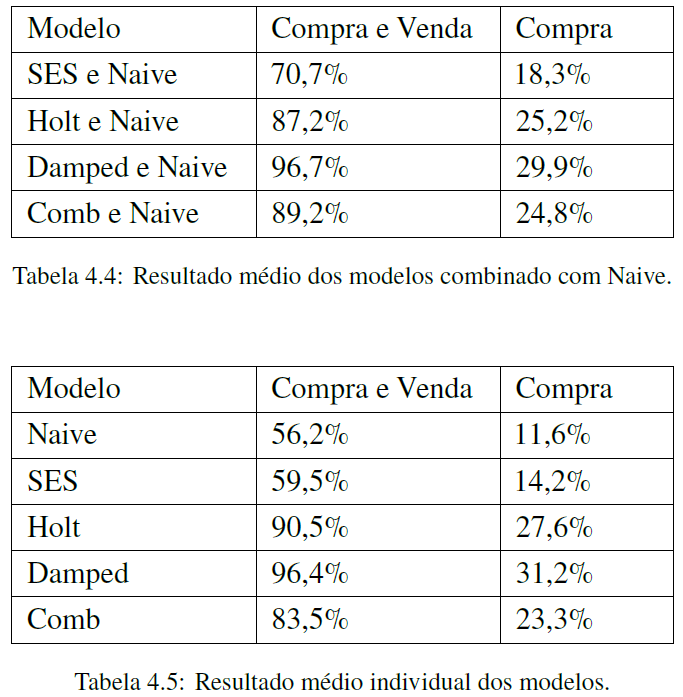 Modelo Compra e Venda Compra
SES e Naive 70,7% 18,3%
Holt e Naive 87,2% 25,2%
Damped e Naive 96,7% 29,9%
Comb e Naive 89,2% 24,8%
Tabela 4.4: Resultado médio dos modelos combinado com Naive.
Modelo Compra e Venda Compra
Naive 56,2% 11,6%
SES 59,5% 14,2%
Holt 90,5% 27,6%
Damped 96,4% 31,2%
Comb 83,5% 23,3%
Tabela 4.5: Resultado médio individual dos modelos.